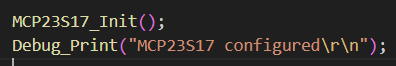 MCP23S17_Init();
Debug_Print("MCP23S17 configured\r\n");